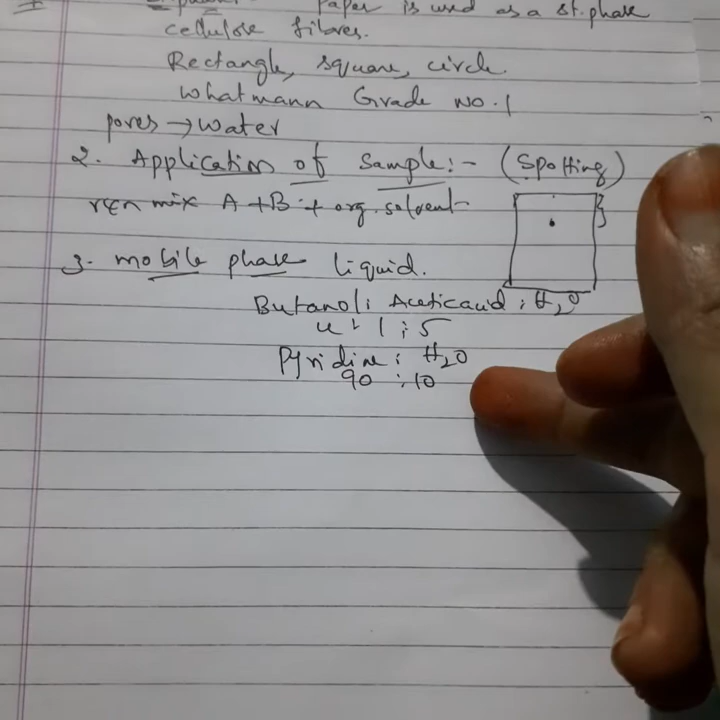 Paper is used as a st. phase
cellulose fibres.
Rectangle, square, circle.
Whatmann Grade No. 1
pores → water
2. Application of Sample:- (Spotting)
rxn mix A + B + org. solvent
3. mobile phase liquid.
Butanol : Acetic acid : H2O
4 : 1 : 5
Pyridine : H2O
90 : 10